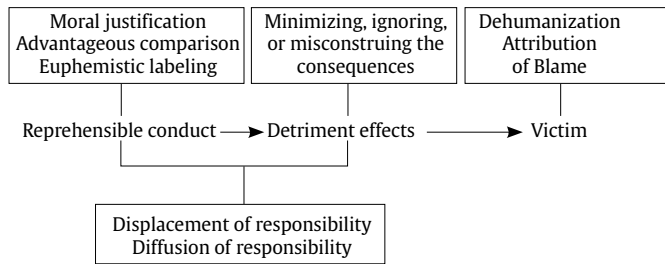 Moral justification
Advantageous comparison
Euphemistic labeling
Minimizing, ignoring,
or misconstruing the
consequences
Dehumanization
Attribution
of Blame
Reprehensible conduct
Detriment effects
Victim
Displacement of responsibility
Diffusion of responsibility